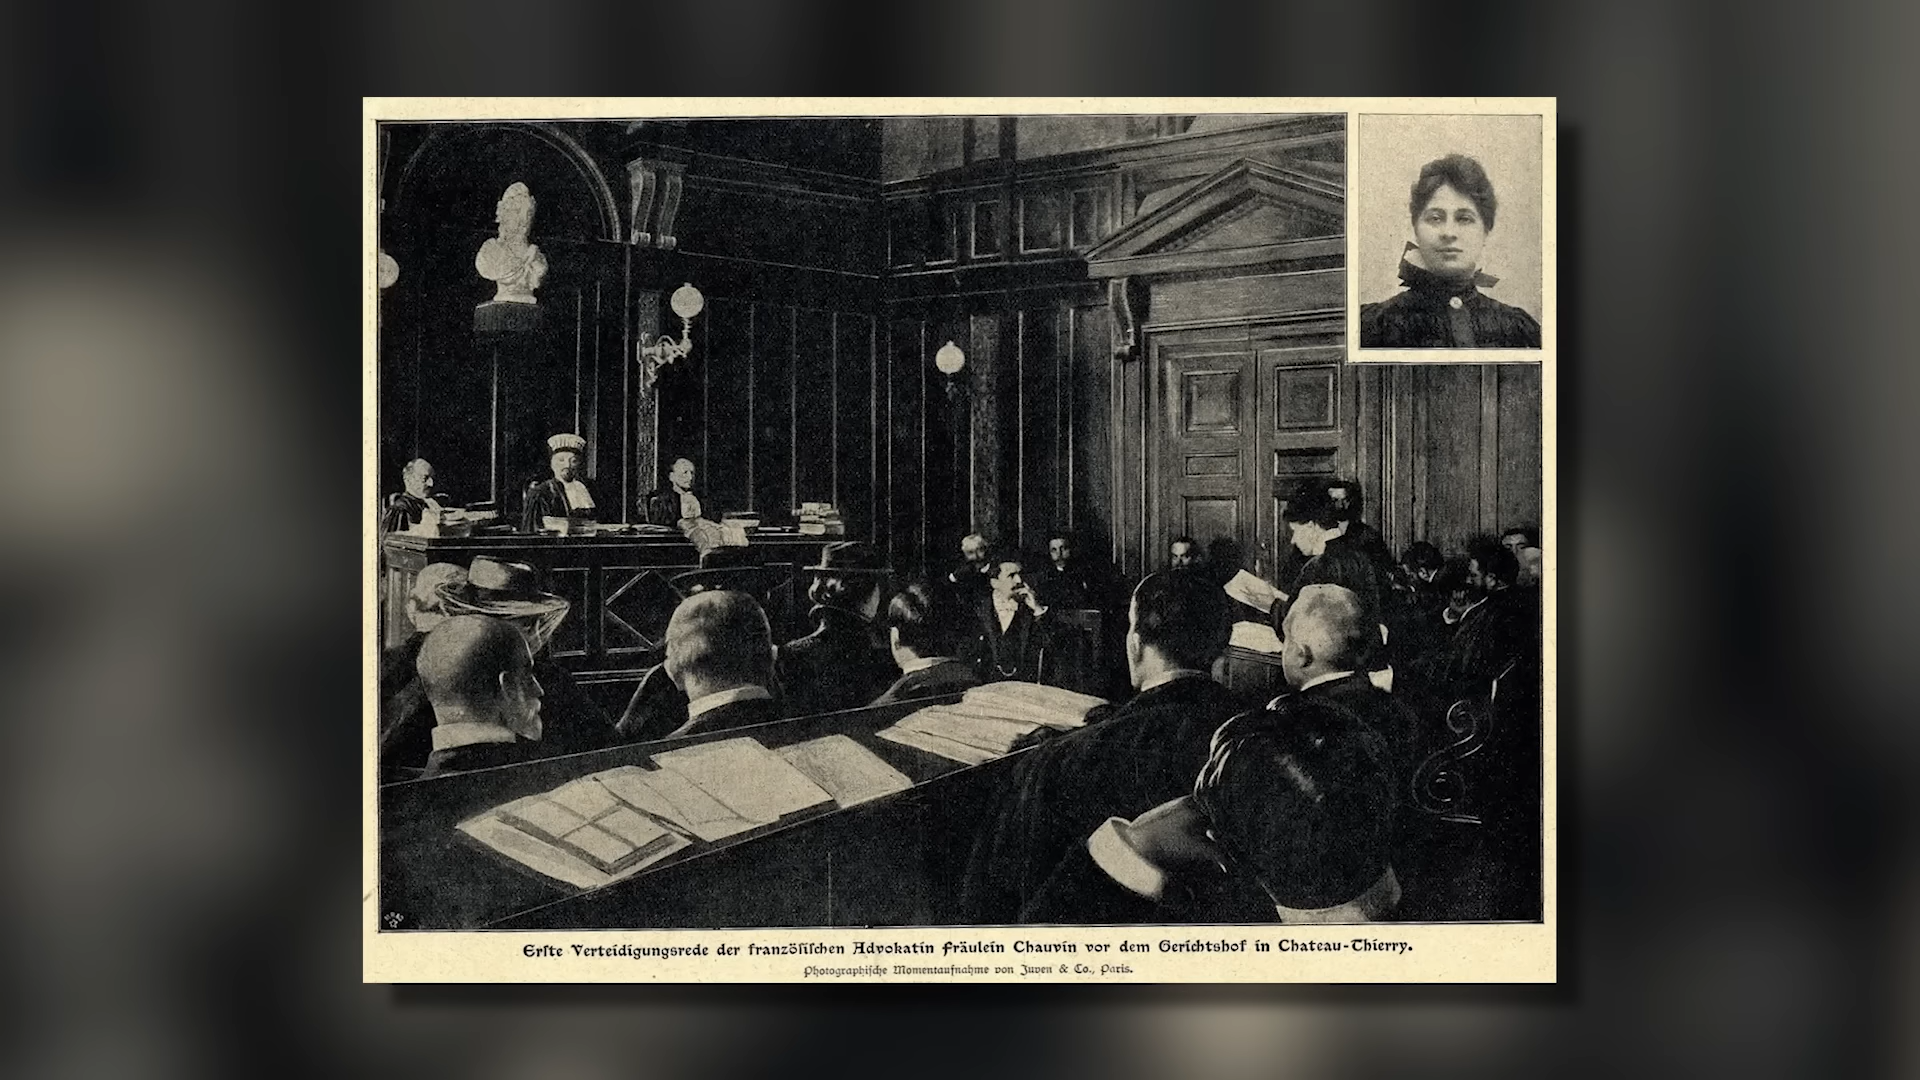 Erste Verteidigungsrede der französischen Advokatin Fräulein Chauvin vor dem Gerichtshof in Chateau-Thierry.
Photographische Momentaufnahme von Juven & Co., Paris.